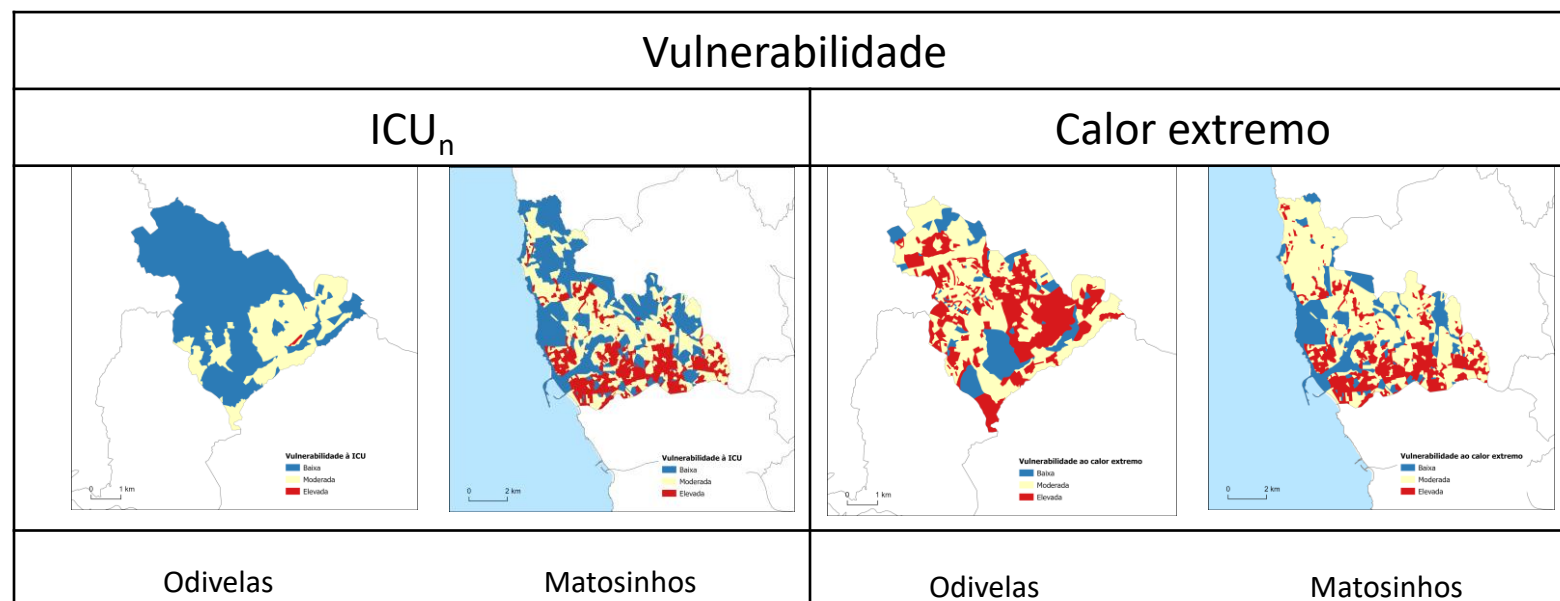 Vulnerabilidade
ICUn
Calor extremo
Vulnerabilidade à ICU
Baixa
Moderada
Elevada
0 1 km
Vulnerabilidade à ICU
Baixa
Moderada
Elevada
0 2 km
Vulnerabilidade ao calor extremo
Baixa
Moderada
Elevada
0 1 km
Vulnerabilidade ao calor extremo
Baixa
Moderada
Elevada
0 2 km
Odivelas
Matosinhos
Odivelas
Matosinhos